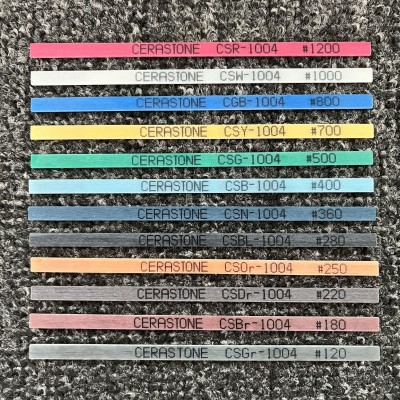 CERASTONE CSR-1004 #1200
CERASTONE CSW-1004 #1000
CERASTONE CGB-1004 #800
CERASTONE CSY-1004 #700
CERASTONE CSG-1004 #500
CERASTONE CSB-1004 #400
CERASTONE CSN-1004 #360
CERASTONE CSBL-1004 #280
CERASTONE CSOr-1004 #250
CERASTONE CSDr-1004 #220
CERASTONE CSBr-1004 #180
CERASTONE CSGr-1004 #120